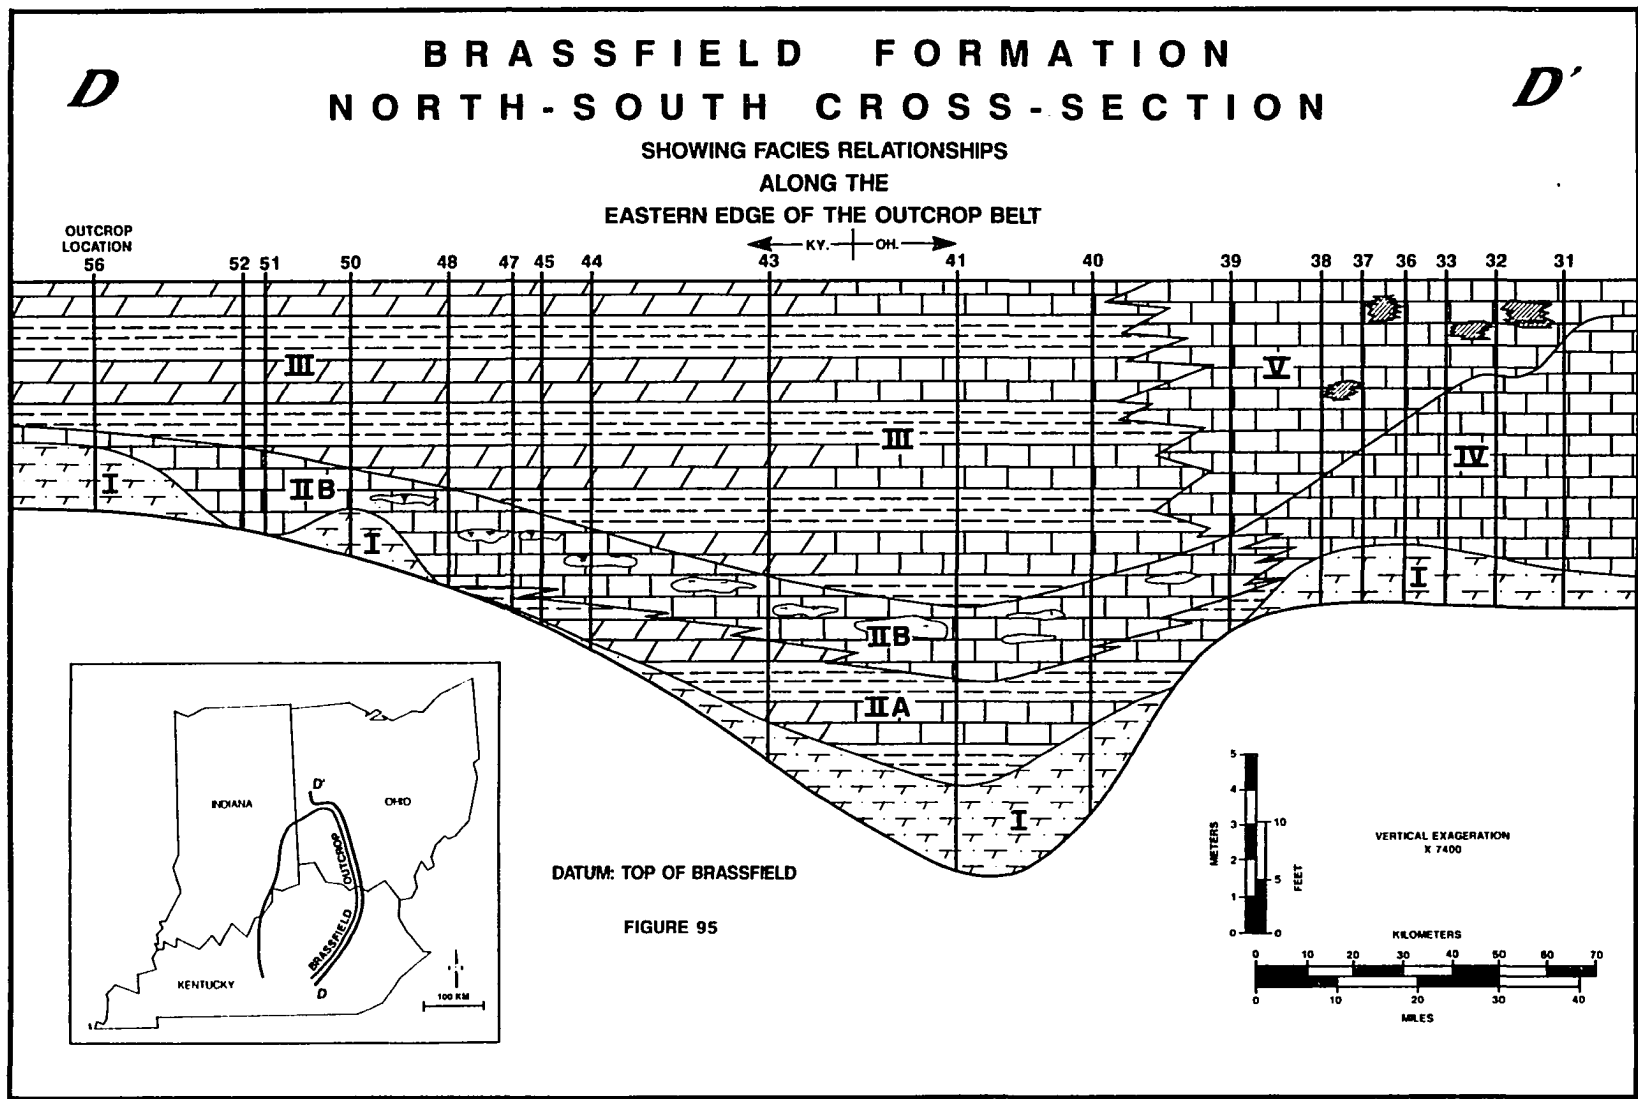 BRASSFIELD FORMATION
NORTH-SOUTH CROSS-SECTION
D
D'
SHOWING FACIES RELATIONSHIPS
ALONG THE
EASTERN EDGE OF THE OUTCROP BELT
KY. OH.
OUTCROP
LOCATION
56 52 51 50 48 47 45 44 43 41 40 39 38 37 36 33 32 31
III
V
III
IV
I
IIB
I
I
IIB
IIA
I
INDIANA
OHIO
D'
OUTCROP
BRASSFIELD
KENTUCKY
D
100 KM
DATUM: TOP OF BRASSFIELD
FIGURE 95
METERS
5
4
3
2
1
0
10
5
0
FEET
VERTICAL EXAGERATION
X 7400
KILOMETERS
0 10 20 30 40 50 60 70
0 10 20 30 40
MILES